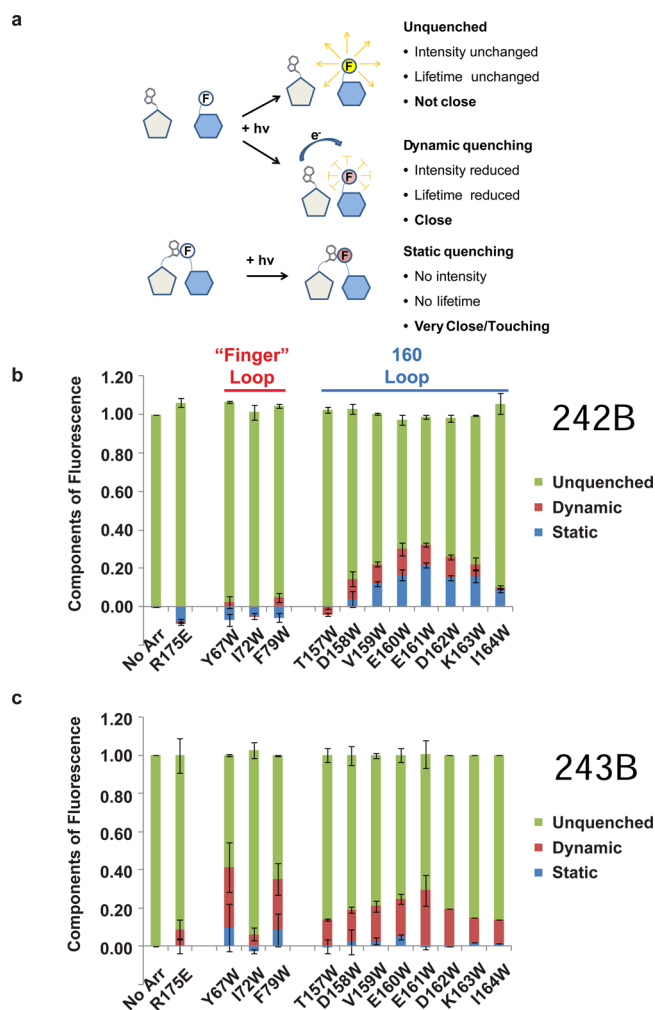 a
Unquenched
• Intensity unchanged
• Lifetime unchanged
• Not close
F
F
+ hν
e-
Dynamic quenching
• Intensity reduced
• Lifetime reduced
• Close
F
Static quenching
• No intensity
• No lifetime
• Very Close/Touching
F
+ hν
F
"Finger"
Loop
160
Loop
b
242B
Components of Fluorescence
1.20
1.00
0.80
0.60
0.40
0.20
0.00
Unquenched
Dynamic
Static
No Arr
R175E
Y67W
I72W
F79W
T157W
D158W
V159W
E160W
E161W
D162W
K163W
I164W
c
243B
Components of Fluorescence
1.20
1.00
0.80
0.60
0.40
0.20
0.00
Unquenched
Dynamic
Static
No Arr
R175E
Y67W
I72W
F79W
T157W
D158W
V159W
E160W
E161W
D162W
K163W
I164W